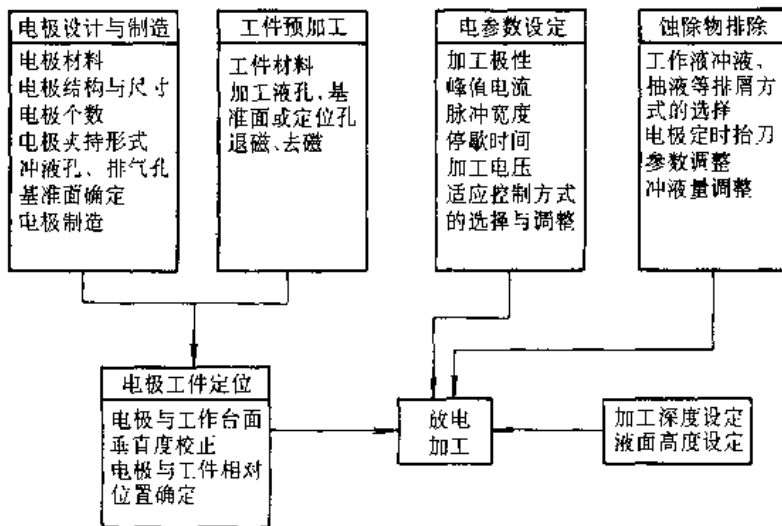 电极设计与制造
电极材料
电极结构与尺寸
电极个数
电极夹持形式
冲液孔、排气孔
基准面确定
电极制造
工件预加工
工件材料
加工液孔、基
准面或定位孔
退磁、去磁
电参数设定
加工极性
峰值电流
脉冲宽度
停歇时间
加工电压
适应控制方式
的选择与调整
蚀除物排除
工作液冲液、
抽液等排屑方
式的选择
电极定时抬刀
参数调整
冲液量调整
电极工件定位
电极与工作台面
垂直度校正
电极与工件相对
位置确定
放电
加工
加工深度设定
液面高度设定